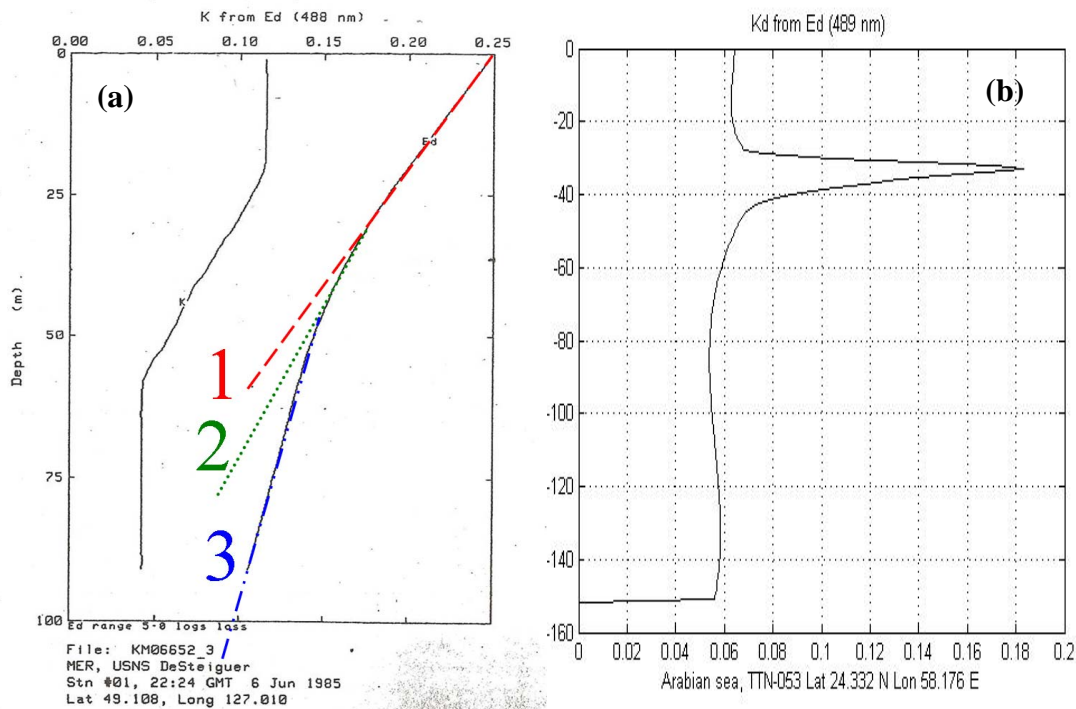 K from Ed (488 nm)
0.00 0.05 0.10 0.15 0.20 0.25
0
25
50
75
100
Depth (m)
(a)
Ed
K
1
2
3
Ed range 5.0 logs loss
File: KM06652_3
MER, USNS DeSteiguer
Stn #01, 22:24 GMT 6 Jun 1985
Lat 49.108, Long 127.010
Kd from Ed (489 nm)
(b)
0
-20
-40
-60
-80
-100
-120
-140
-160
0 0.02 0.04 0.06 0.08 0.1 0.12 0.14 0.16 0.18 0.2
Arabian sea, TTN-053 Lat 24.332 N Lon 58.176 E